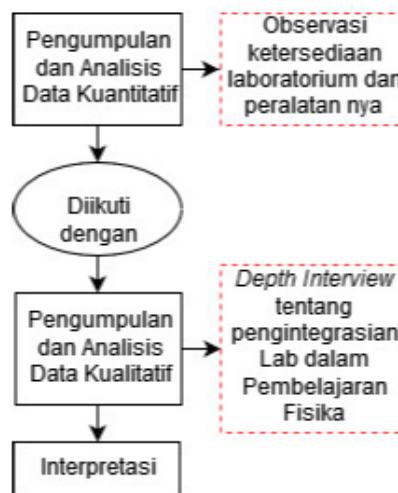 Pengumpulan
dan Analisis
Data Kuantitatif
Observasi
ketersediaan
laboratorium dan
peralatan nya
Diikuti
dengan
Pengumpulan
dan Analisis
Data Kualitatif
Depth Interview
tentang
pengintegrasian
Lab dalam
Pembelajaran
Fisika
Interpretasi